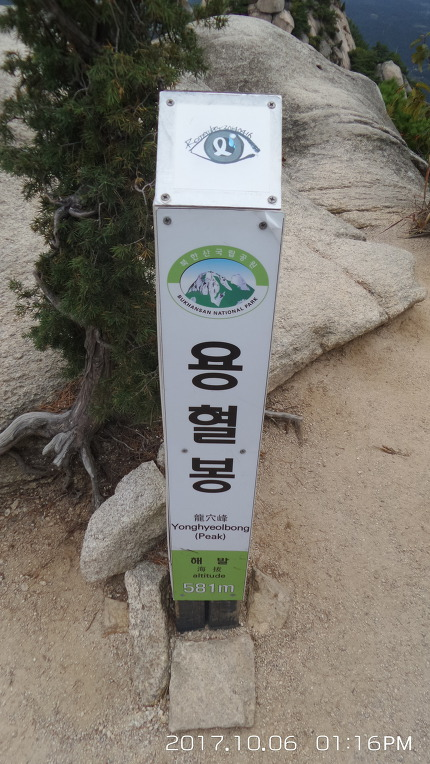 북한산국립공원
BUKHANSAN NATIONAL PARK
용혈봉
龍穴峰
Yonghyeolbong
(Peak)
해 발
海 拔
altitude
581m
2017.10.06 01:16PM